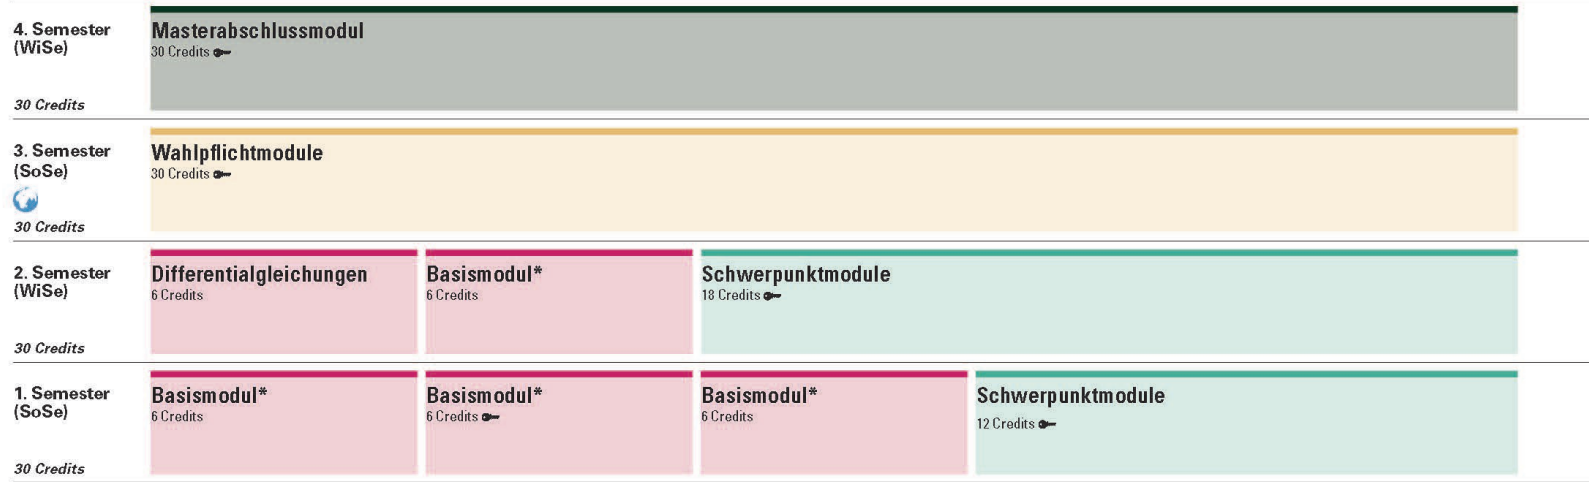 4. Semester
(WiSe)
30 Credits
Masterabschlussmodul
30 Credits
3. Semester
(SoSe)
30 Credits
Wahlpflichtmodule
30 Credits
2. Semester
(WiSe)
30 Credits
Differentialgleichungen
6 Credits
Basismodul*
6 Credits
Schwerpunktmodule
18 Credits
1. Semester
(SoSe)
30 Credits
Basismodul*
6 Credits
Basismodul*
6 Credits
Basismodul*
6 Credits
Schwerpunktmodule
12 Credits